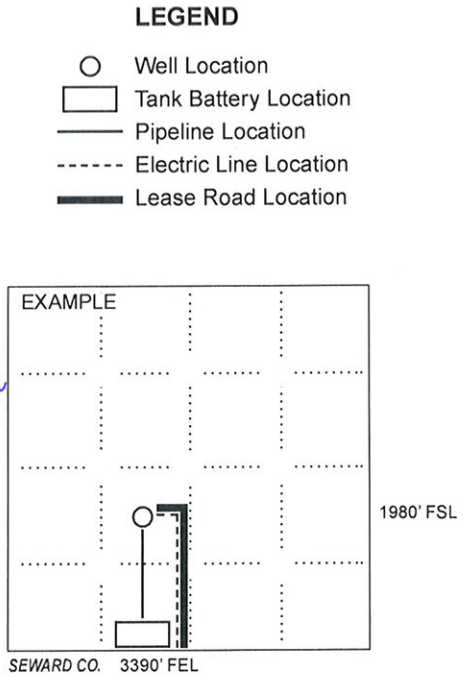 LEGEND
Well Location
Tank Battery Location
Pipeline Location
Electric Line Location
Lease Road Location
EXAMPLE
1980' FSL
SEWARD CO. 3390' FEL